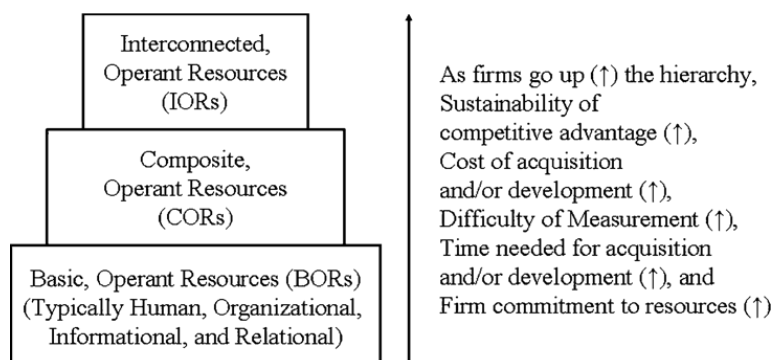 Interconnected,
Operant Resources
(IORs)
Composite,
Operant Resources
(CORs)
Basic, Operant Resources (BORs)
(Typically Human, Organizational,
Informational, and Relational)
As firms go up (↑) the hierarchy,
Sustainability of
competitive advantage (↑),
Cost of acquisition
and/or development (↑),
Difficulty of Measurement (↑),
Time needed for acquisition
and/or development (↑), and
Firm commitment to resources (↑)